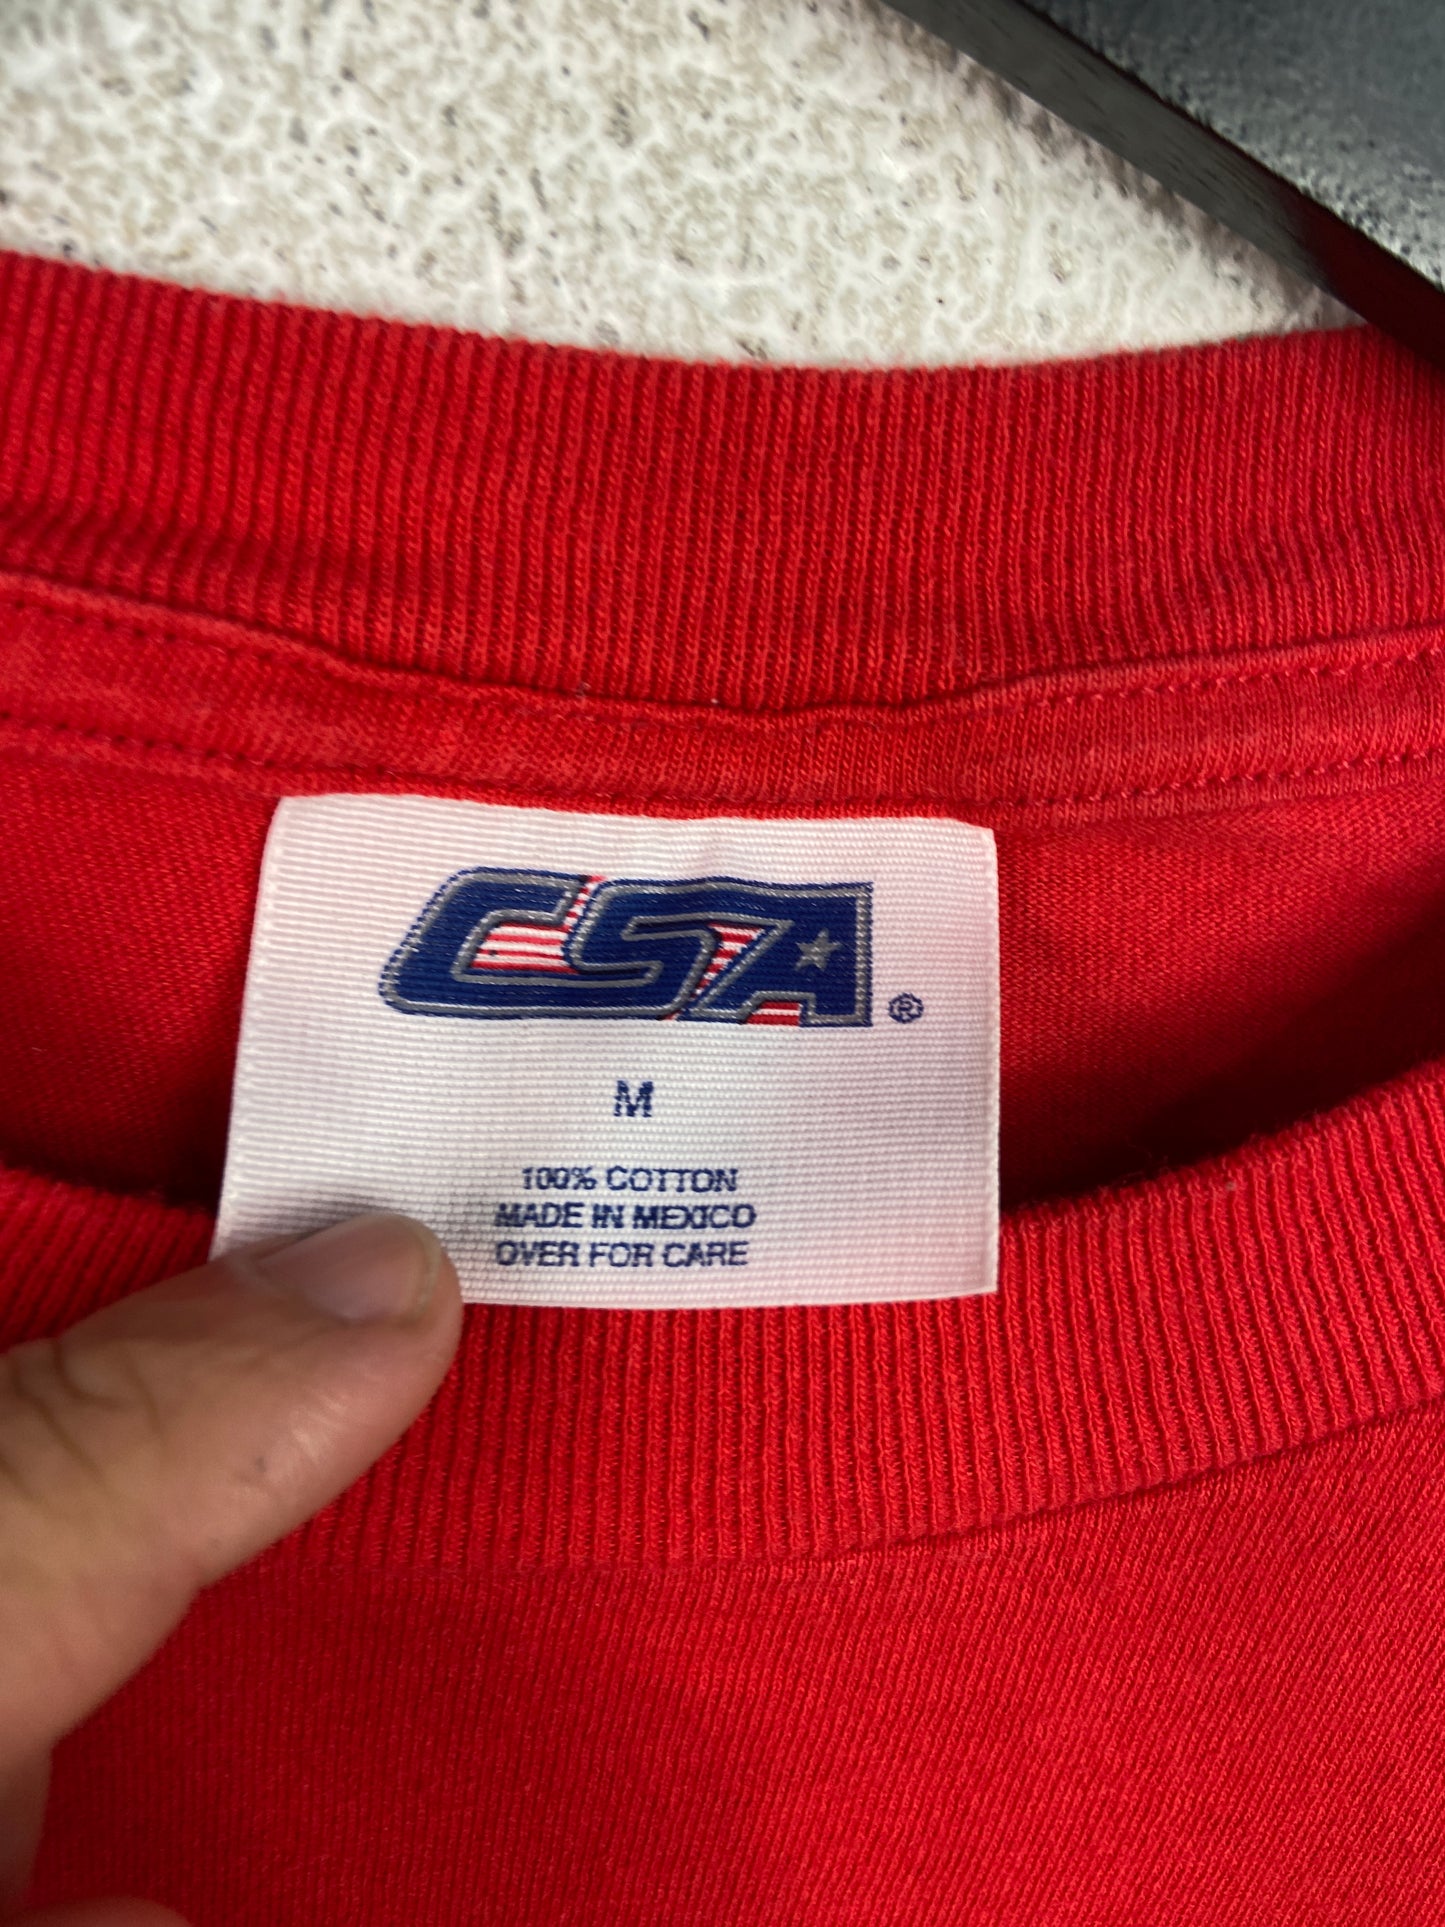 CSA ®
M
100% COTTON
MADE IN MEXICO
OVER FOR CARE